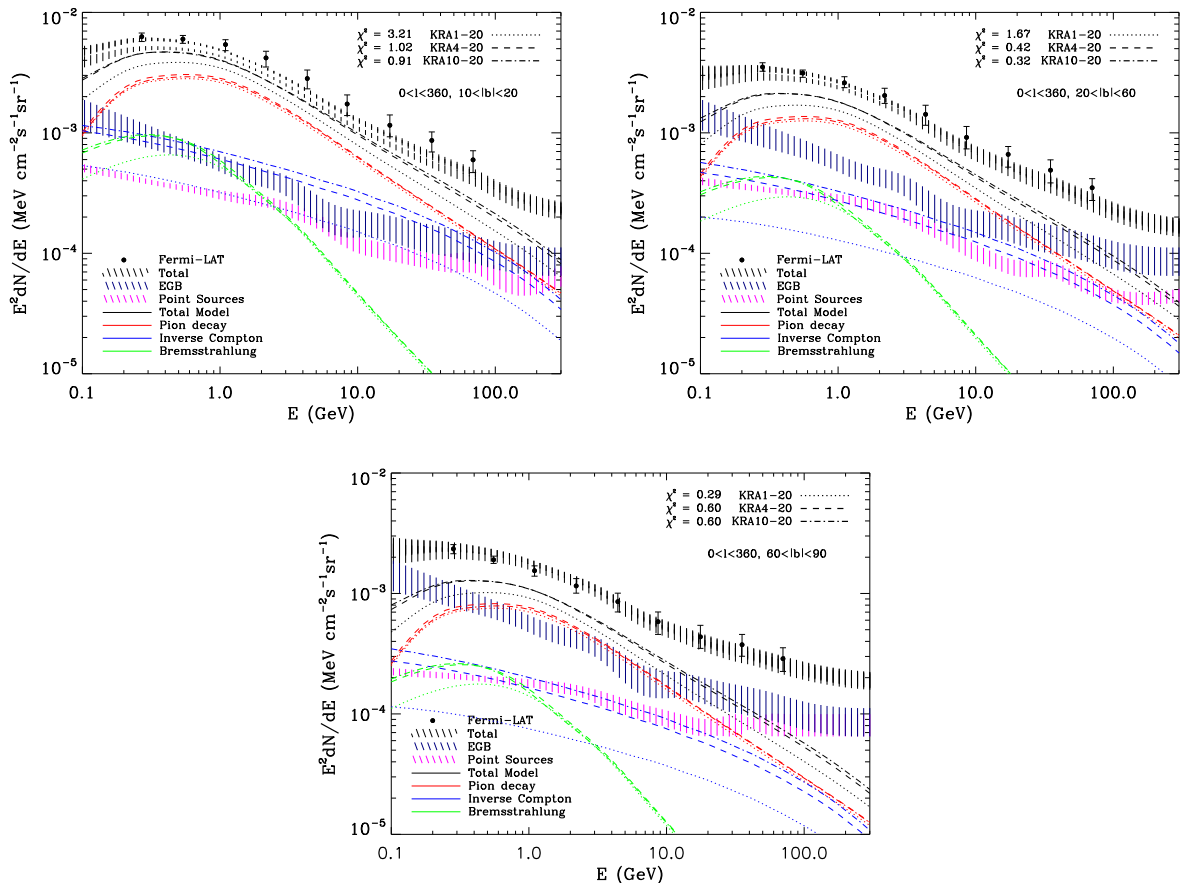 10⁻²
10⁻³
10⁻⁴
10⁻⁵
E²dN/dE (MeV cm⁻²s⁻¹sr⁻¹)
χ² = 3.21 KRA1-20
χ² = 1.02 KRA4-20
χ² = 0.91 KRA10-20
0<l<360, 10<|b|<20
Fermi-LAT
Total
EGB
Point Sources
Total Model
Pion decay
Inverse Compton
Bremsstrahlung
0.1 1.0 10.0 100.0
E (GeV)
10⁻²
10⁻³
10⁻⁴
10⁻⁵
E²dN/dE (MeV cm⁻²s⁻¹sr⁻¹)
χ² = 1.67 KRA1-20
χ² = 0.42 KRA4-20
χ² = 0.32 KRA10-20
0<l<360, 20<|b|<60
Fermi-LAT
Total
EGB
Point Sources
Total Model
Pion decay
Inverse Compton
Bremsstrahlung
0.1 1.0 10.0 100.0
E (GeV)
10⁻²
10⁻³
10⁻⁴
10⁻⁵
E²dN/dE (MeV cm⁻²s⁻¹sr⁻¹)
χ² = 0.29 KRA1-20
χ² = 0.60 KRA4-20
χ² = 0.60 KRA10-20
0<l<360, 60<|b|<90
Fermi-LAT
Total
EGB
Point Sources
Total Model
Pion decay
Inverse Compton
Bremsstrahlung
0.1 1.0 10.0 100.0
E (GeV)